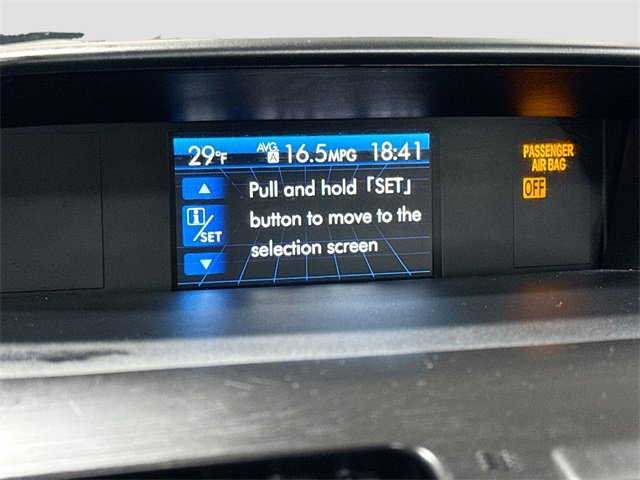 29°F AVG. A 16.5MPG 18:41
Pull and hold 「SET」
button to move to the
selection screen
i/SET
PASSENGER
AIR BAG
OFF